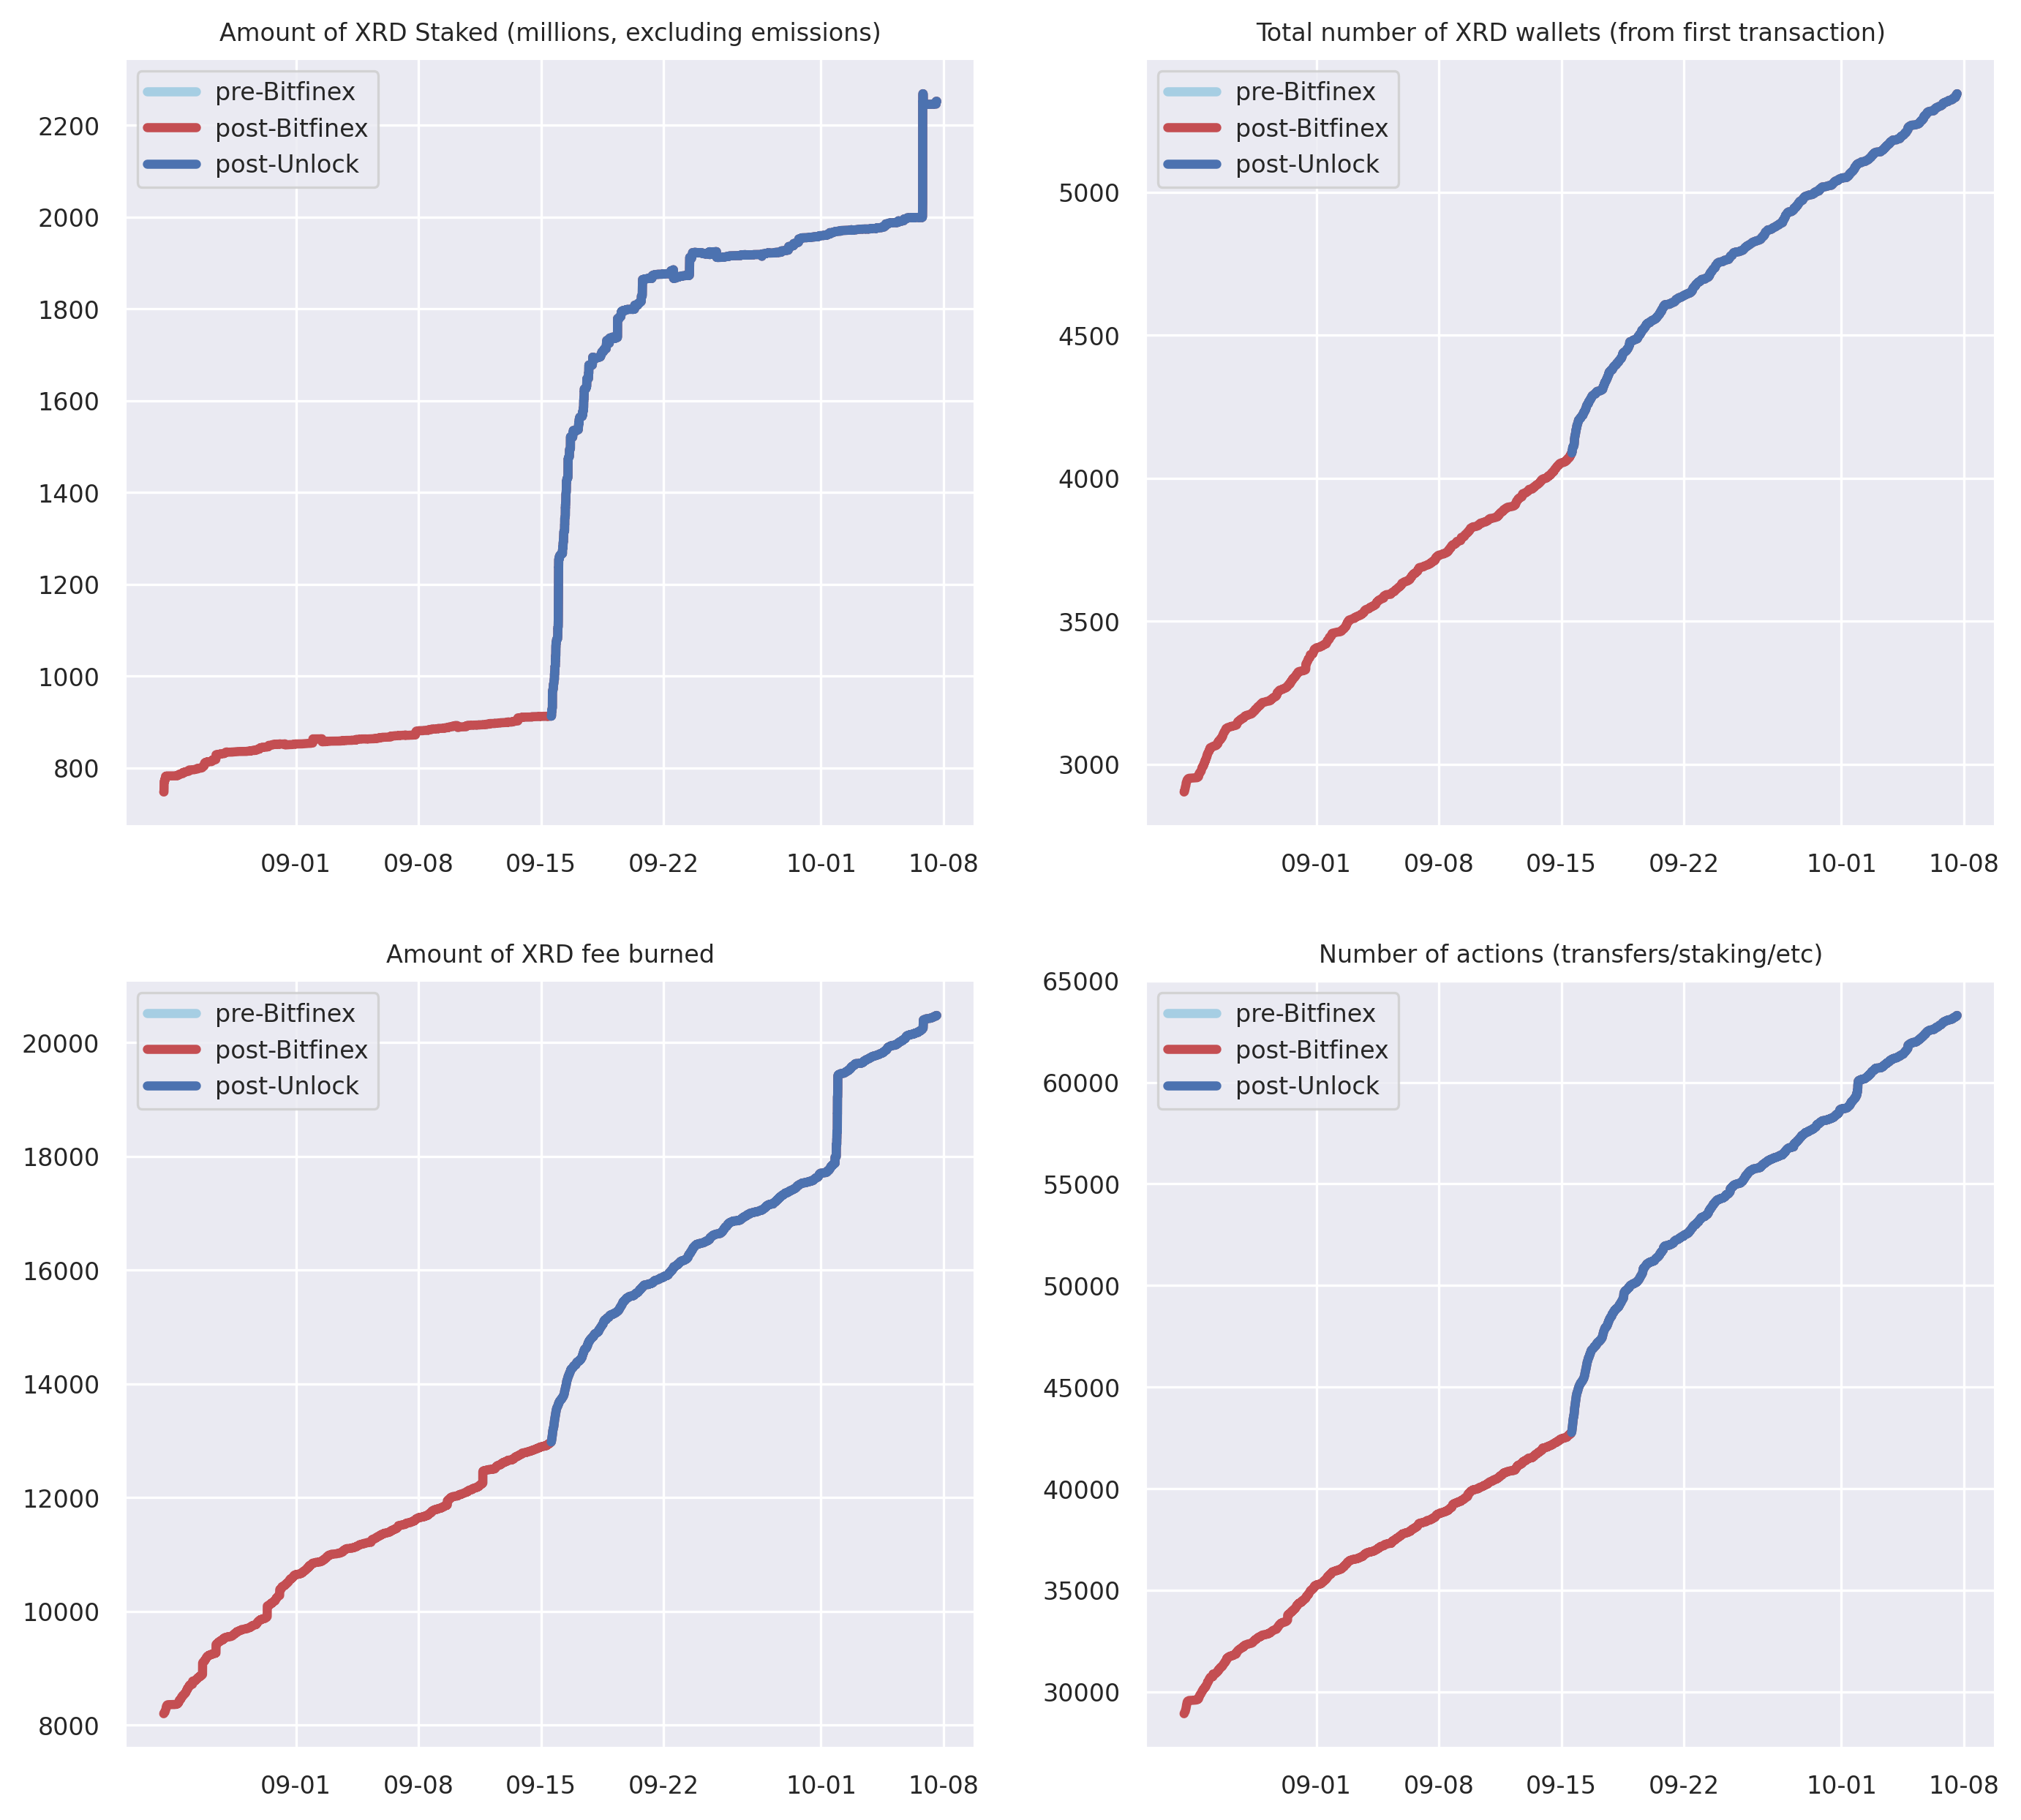 Amount of XRD Staked (millions, excluding emissions)
pre-Bitfinex
post-Bitfinex
post-Unlock
2200
2000
1800
1600
1400
1200
1000
800
09-01 09-08 09-15 09-22 10-01 10-08
Total number of XRD wallets (from first transaction)
pre-Bitfinex
post-Bitfinex
post-Unlock
5000
4500
4000
3500
3000
09-01 09-08 09-15 09-22 10-01 10-08
Amount of XRD fee burned
pre-Bitfinex
post-Bitfinex
post-Unlock
20000
18000
16000
14000
12000
10000
8000
09-01 09-08 09-15 09-22 10-01 10-08
Number of actions (transfers/staking/etc)
65000
pre-Bitfinex
post-Bitfinex
post-Unlock
60000
55000
50000
45000
40000
35000
30000
09-01 09-08 09-15 09-22 10-01 10-08